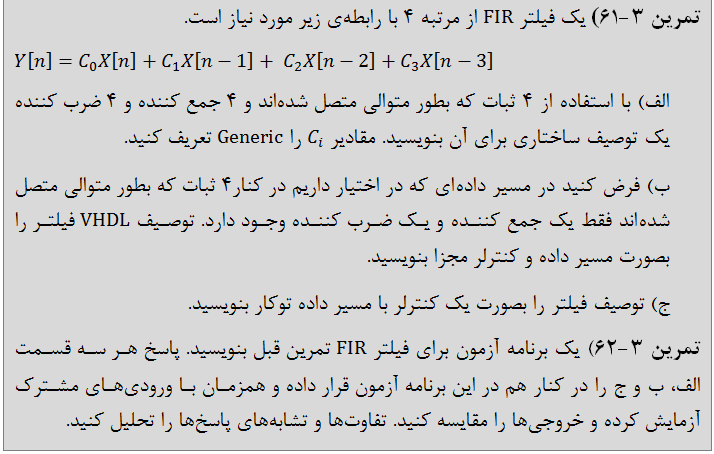 تمرین ۳-۶۱) یک فیلتر FIR از مرتبه ۴ با رابطه‌ی زیر مورد نیاز است.
Y[n] = C₀X[n] + C₁X[n − 1] + C₂X[n − 2] + C₃X[n − 3]
الف) با استفاده از ۴ ثبات که بطور متوالی متصل شده‌اند و ۴ جمع کننده و ۴ ضرب کننده
یک توصیف ساختاری برای آن بنویسید. مقادیر Cᵢ را Generic تعریف کنید.
ب) فرض کنید در مسیر داده‌ای که در اختیار داریم در کنار۴ ثبات که بطور متوالی متصل
شده‌اند فقط یک جمع کننده و یک ضرب کننده وجود دارد. توصیف VHDL فیلتر را
بصورت مسیر داده و کنترلر مجزا بنویسید.
ج) توصیف فیلتر را بصورت یک کنترلر با مسیر داده توکار بنویسید.
تمرین ۳-۶۲) یک برنامه آزمون برای فیلتر FIR تمرین قبل بنویسید. پاسخ هر سه قسمت
الف، ب و ج را در کنار هم در این برنامه آزمون قرار داده و همزمان با ورودی‌های مشترک
آزمایش کرده و خروجی‌ها را مقایسه کنید. تفاوت‌ها و تشابه‌های پاسخ‌ها را تحلیل کنید.